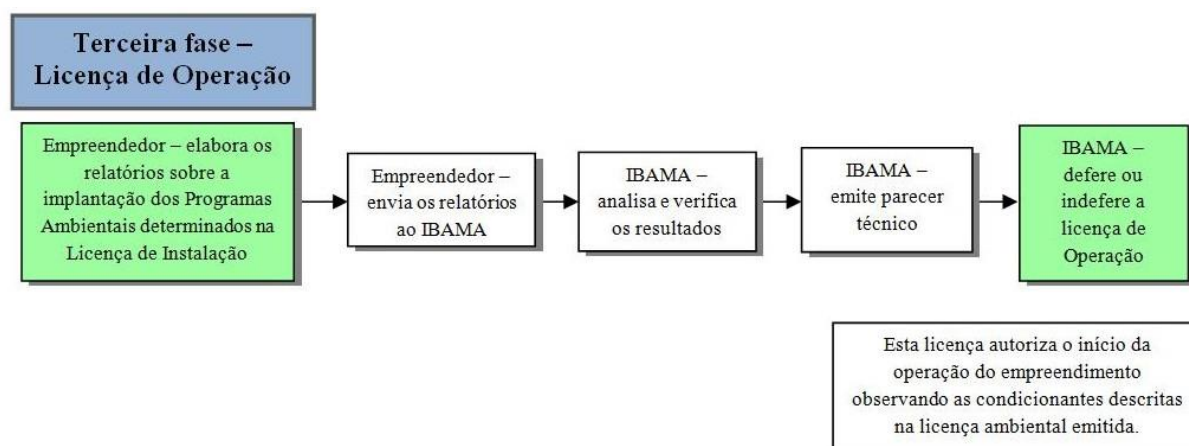 Terceira fase –
Licença de Operação
Empreendedor – elabora os
relatórios sobre a
implantação dos Programas
Ambientais determinados na
Licença de Instalação
Empreendedor –
envia os relatórios
ao IBAMA
IBAMA –
analisa e verifica
os resultados
IBAMA –
emite parecer
técnico
IBAMA –
defere ou
indefere a
licença de
Operação
Esta licença autoriza o início da
operação do empreendimento
observando as condicionantes descritas
na licença ambiental emitida.